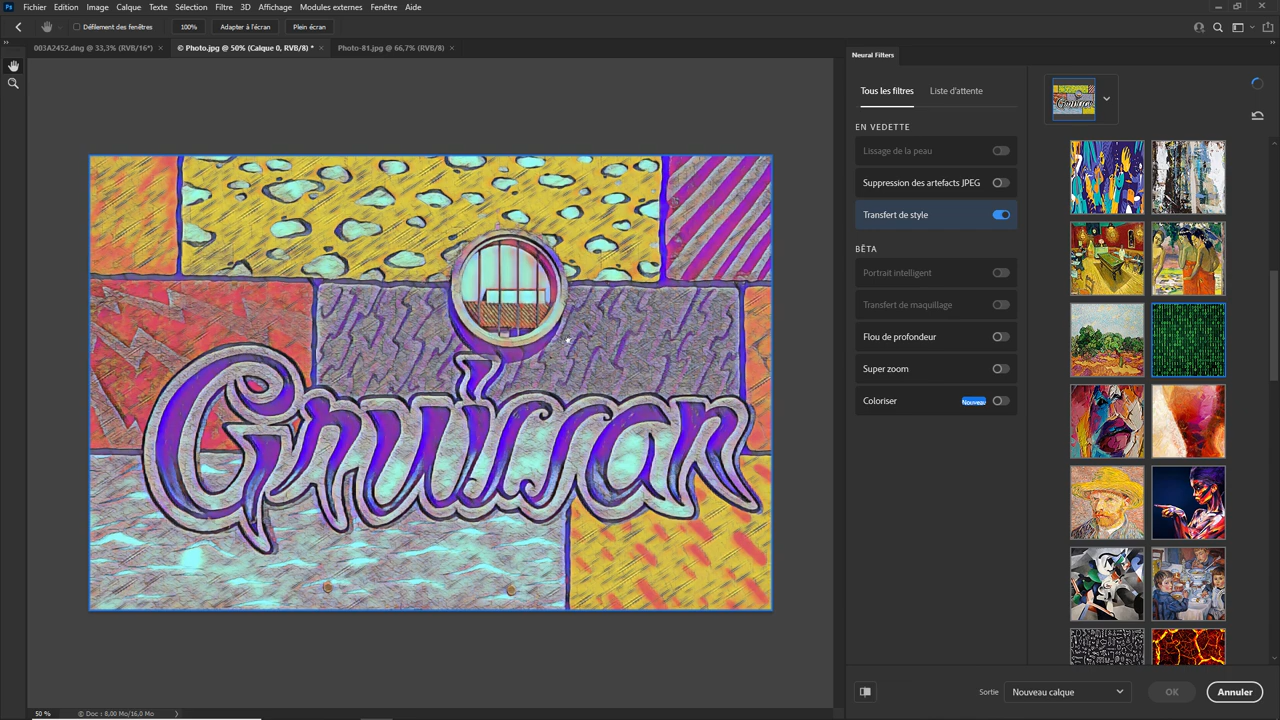 Ps Fichier Edition Image Calque Texte Sélection Filtre 3D Affichage Modules externes Fenêtre Aide
Défilement des fenêtres 100% Adapter à l'écran Plein écran
003A2452.dng @ 33,3% (RVB/16*) × © Photo.jpg @ 50% (Calque 0, RVB/8) * × Photo-81.jpg @ 66,7% (RVB/8) ×
Neural Filters
Tous les filtres Liste d'attente
EN VEDETTE
Lissage de la peau
Suppression des artefacts JPEG
Transfert de style
BÊTA
Portrait intelligent
Transfert de maquillage
Flou de profondeur
Super zoom
Coloriser Nouveau
Gruissan
Sortie Nouveau calque OK Annuler
50 % © Doc : 8,00 Mo/16,0 Mo